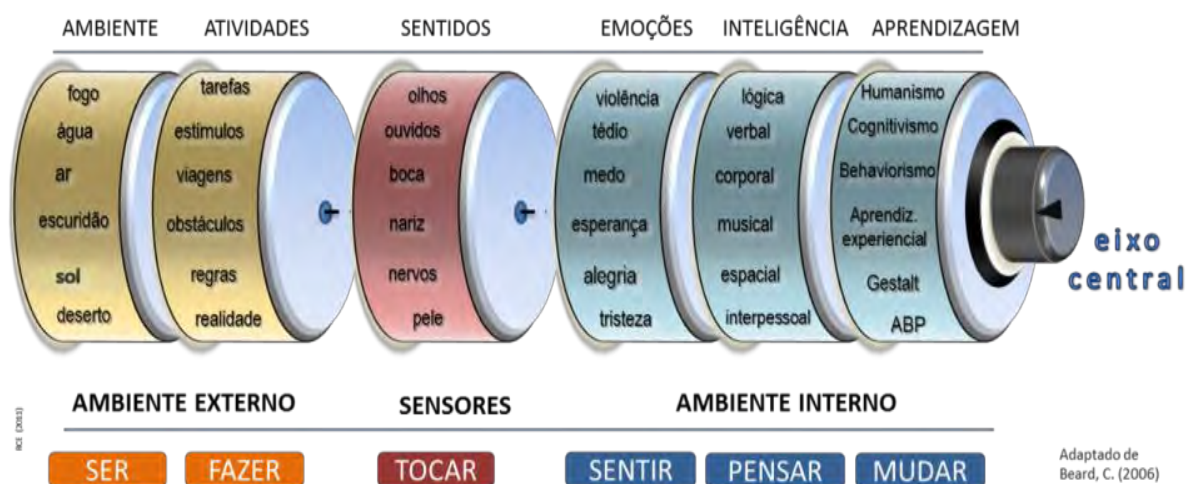 AMBIENTE ATIVIDADES SENTIDOS EMOÇÕES INTELIGÊNCIA APRENDIZAGEM
fogo
água
ar
escuridão
sol
deserto
tarefas
estímulos
viagens
obstáculos
regras
realidade
olhos
ouvidos
boca
nariz
nervos
pele
violência
tédio
medo
esperança
alegria
tristeza
lógica
verbal
corporal
musical
espacial
interpessoal
Humanismo
Cognitivismo
Behaviorismo
Aprendiz.
experiencial
Gestalt
ABP
eixo
central
AMBIENTE EXTERNO SENSORES AMBIENTE INTERNO
SER FAZER TOCAR SENTIR PENSAR MUDAR
Adaptado de
Beard, C. (2006)